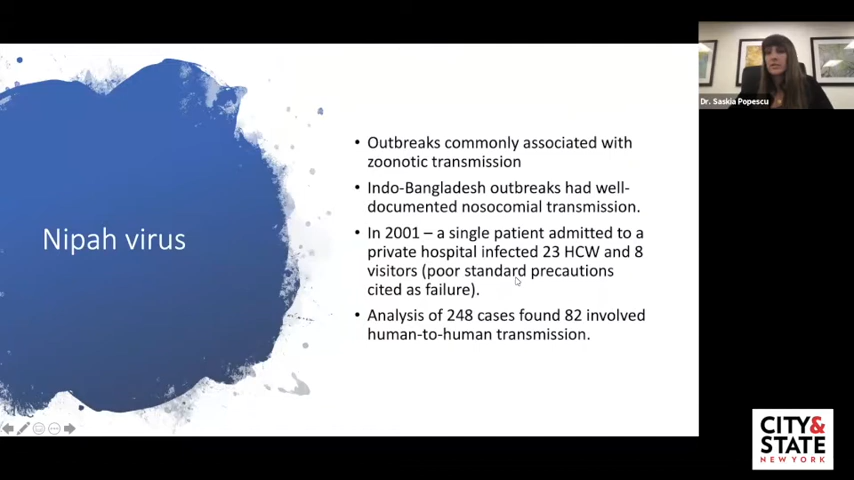 Dr. Saskia Popescu
Nipah virus
• Outbreaks commonly associated with
zoonotic transmission
• Indo-Bangladesh outbreaks had well-
documented nosocomial transmission.
• In 2001 – a single patient admitted to a
private hospital infected 23 HCW and 8
visitors (poor standard precautions
cited as failure).
• Analysis of 248 cases found 82 involved
human-to-human transmission.
CITY&
STATE
NEW YORK